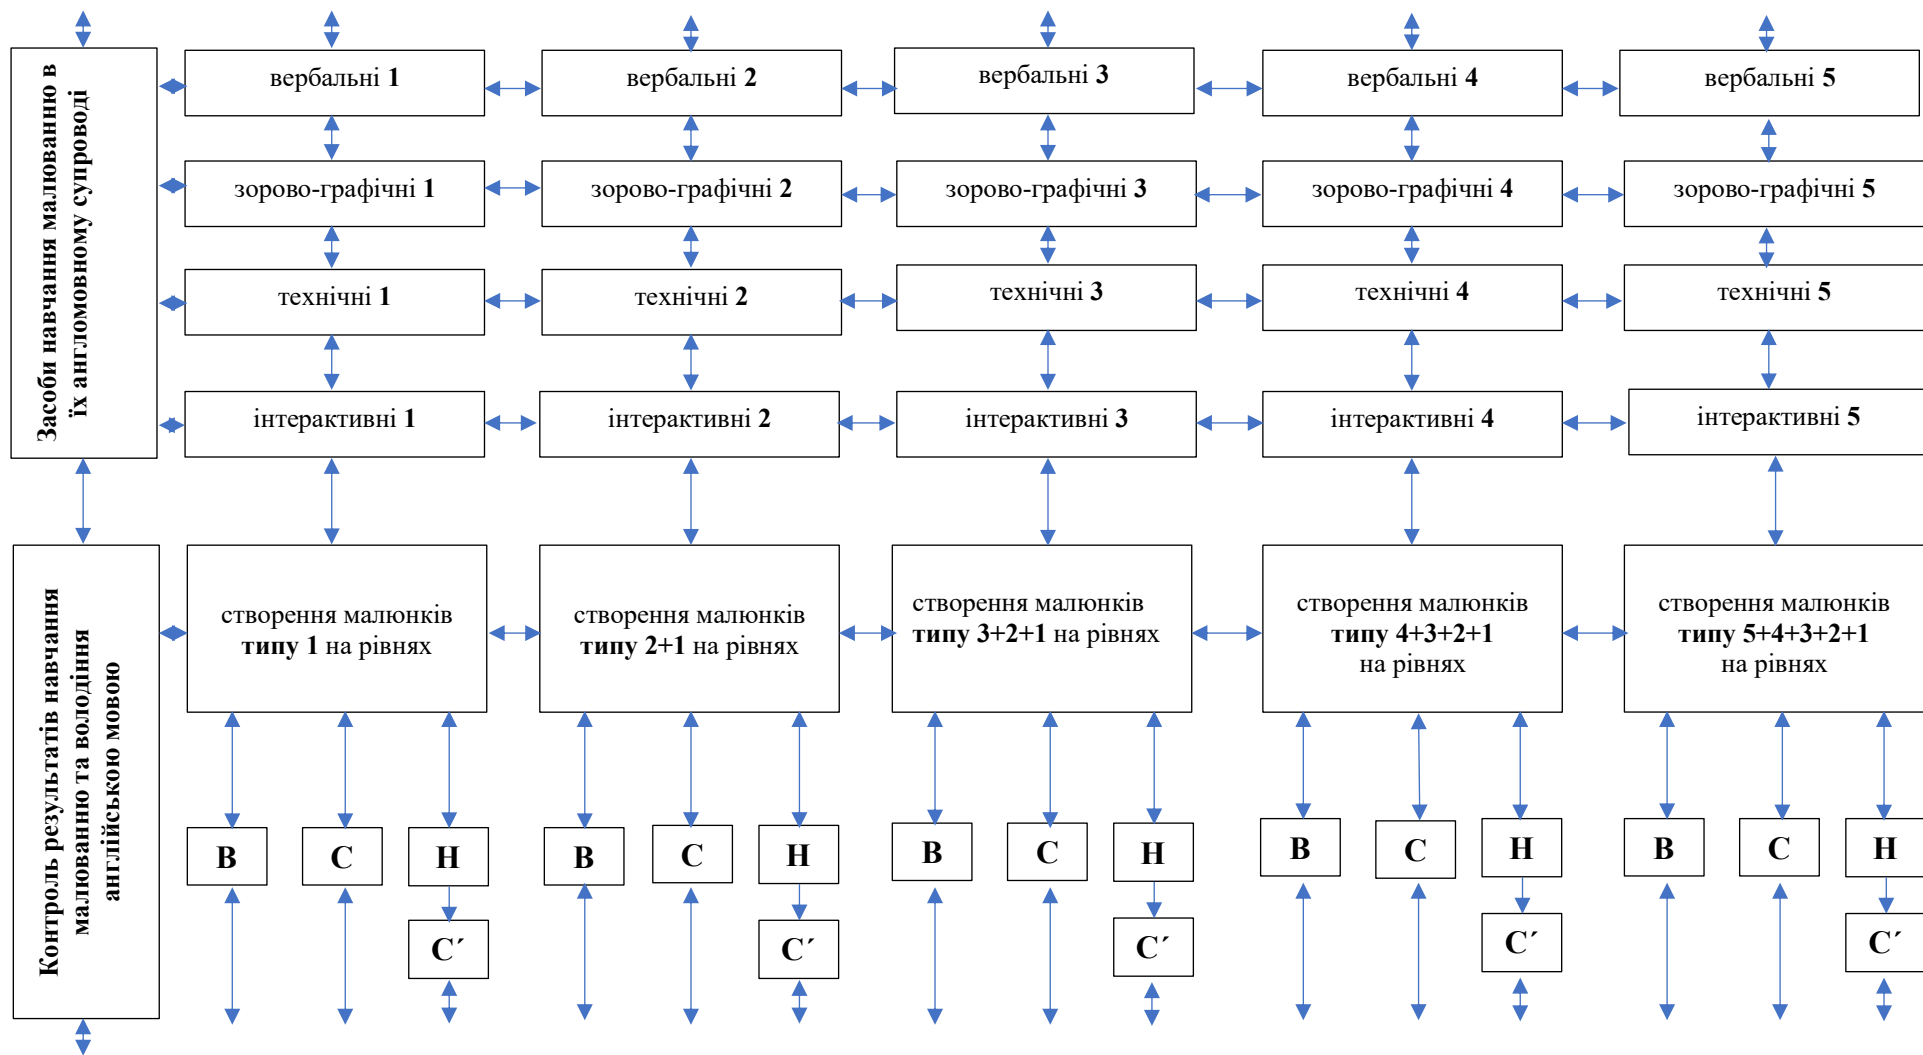 Засоби навчання малюванню в
їх англомовному супроводі
вербальні 1
вербальні 2
вербальні 3
вербальні 4
вербальні 5
зорово-графічні 1
зорово-графічні 2
зорово-графічні 3
зорово-графічні 4
зорово-графічні 5
технічні 1
технічні 2
технічні 3
технічні 4
технічні 5
інтерактивні 1
інтерактивні 2
інтерактивні 3
інтерактивні 4
інтерактивні 5
Контроль результатів навчання
малюванню та володіння
англійською мовою
створення малюнків
типу 1 на рівнях
створення малюнків
типу 2+1 на рівнях
створення малюнків
типу 3+2+1 на рівнях
створення малюнків
типу 4+3+2+1
на рівнях
створення малюнків
типу 5+4+3+2+1
на рівнях
В
С
Н
В
С
Н
В
С
Н
В
С
Н
В
С
Н
С´
С´
С´
С´
С´